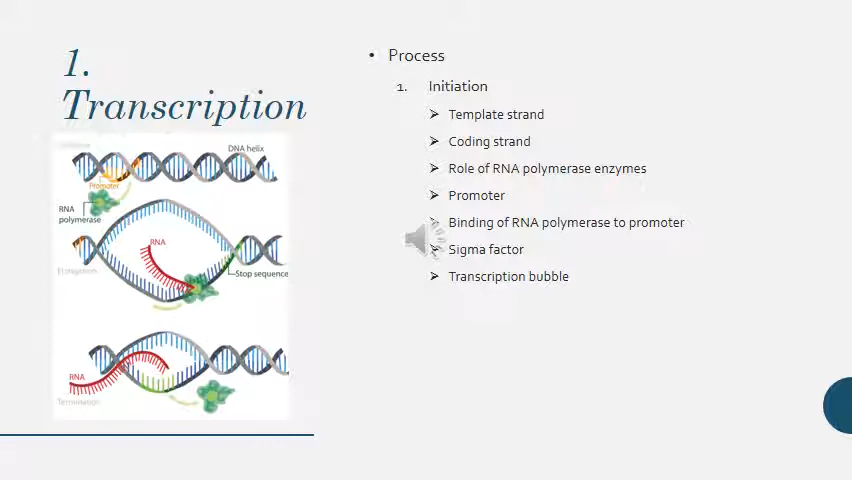 1.
Transcription
• Process
1. Initiation
➢ Template strand
➢ Coding strand
➢ Role of RNA polymerase enzymes
➢ Promoter
➢ Binding of RNA polymerase to promoter
➢ Sigma factor
➢ Transcription bubble
DNA helix
Promoter
RNA
polymerase
RNA
Elongation
Stop sequence
RNA
Termination